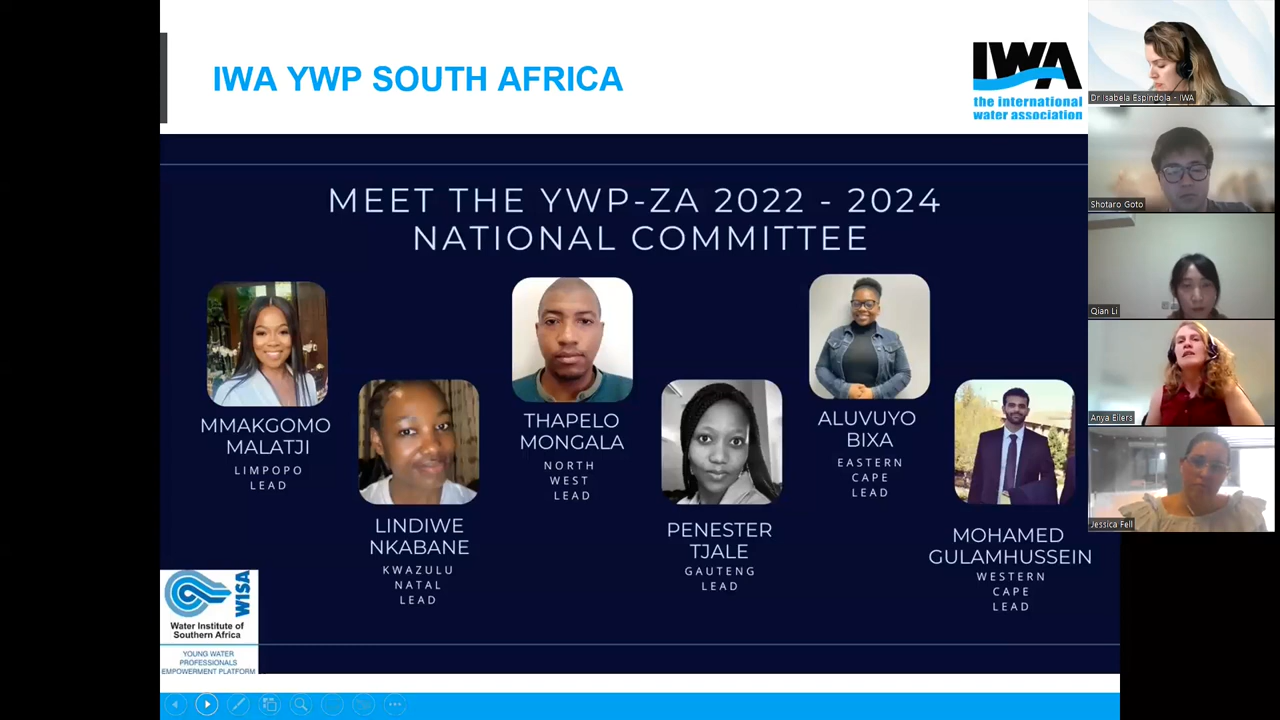 IWA YWP SOUTH AFRICA
IWA
the international
water association
MEET THE YWP-ZA 2022 - 2024
NATIONAL COMMITTEE
MMAKGOMO
MALATJI
LIMPOPO
LEAD
LINDIWE
NKABANE
KWAZULU
NATAL
LEAD
THAPELO
MONGALA
NORTH
WEST
LEAD
PENESTER
TJALE
GAUTENG
LEAD
ALUVUYO
BIXA
EASTERN
CAPE
LEAD
MOHAMED
GULAMHUSSEIN
WESTERN
CAPE
LEAD
WISA
Water Institute of
Southern Africa
YOUNG WATER
PROFESSIONALS
EMPOWERMENT PLATFORM
Dr Isabela Espindola - IWA
Shotaro Goto
Qian Li
Anya Eilers
Jessica Fell